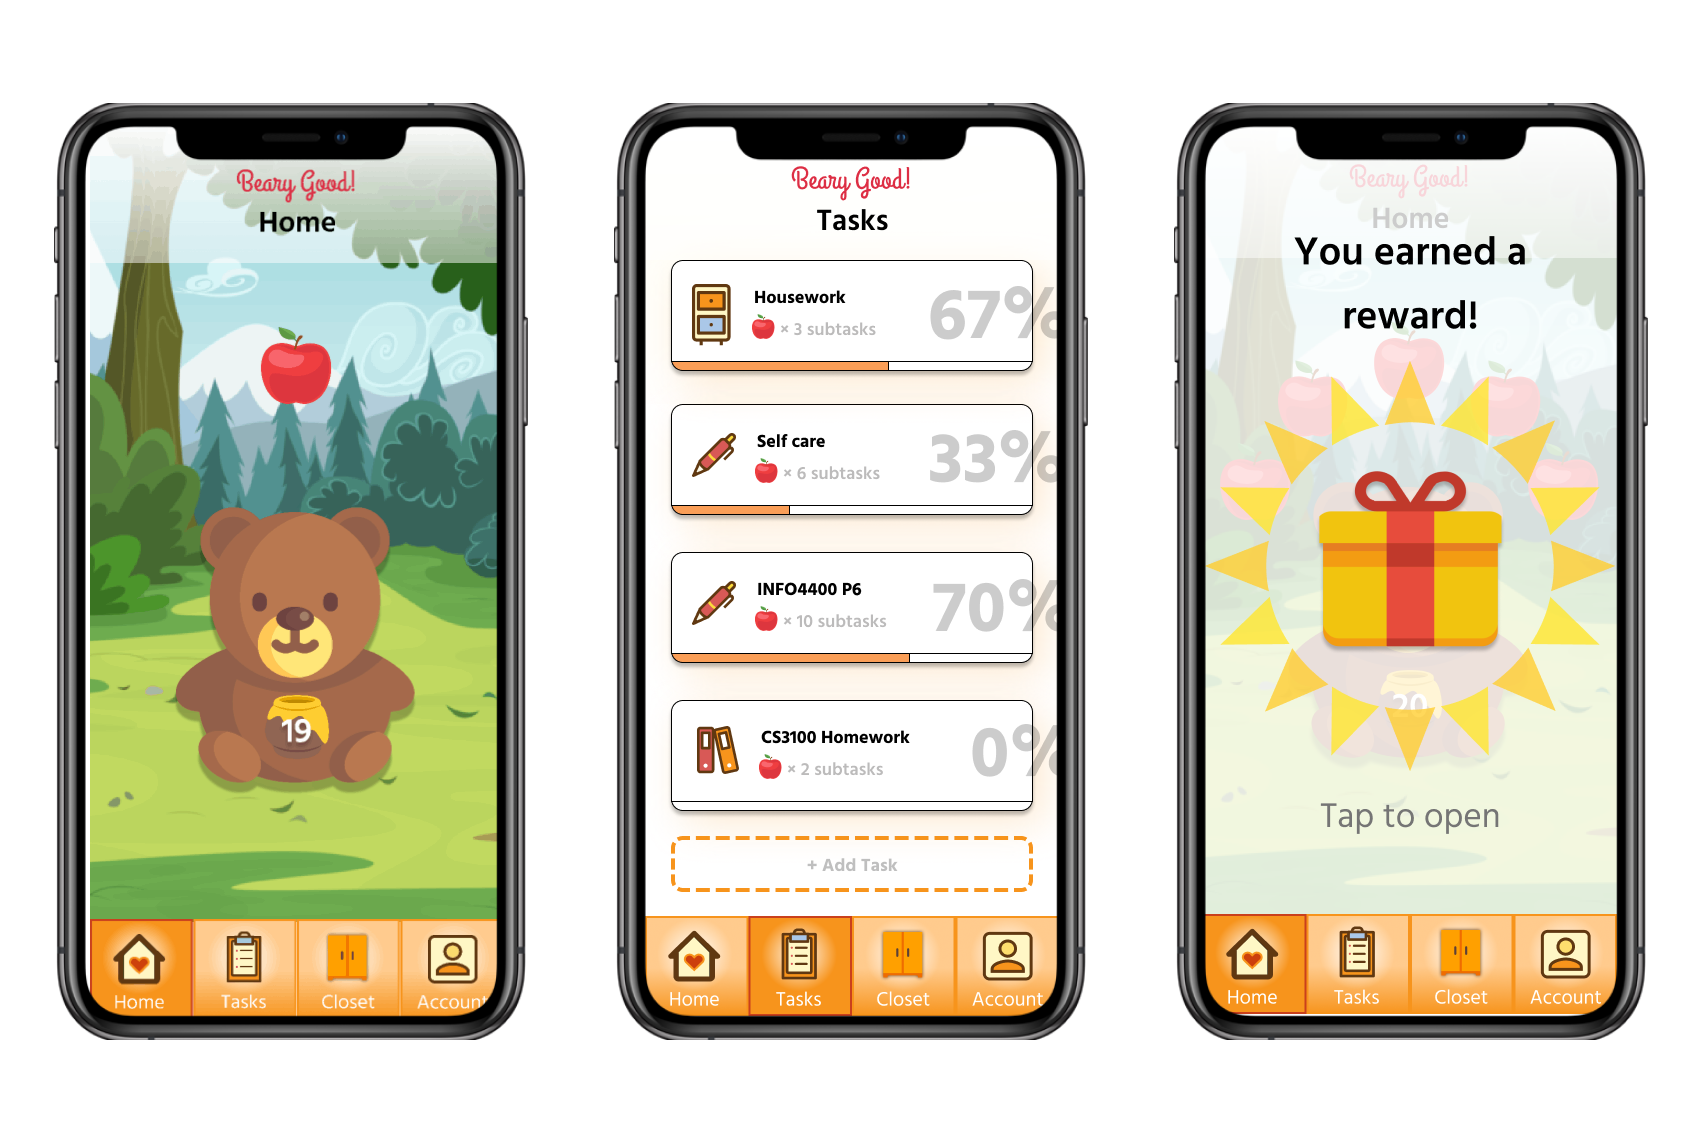 Beary Good!
Home
19
Home
Tasks
Closet
Account
Beary Good!
Tasks
Housework
× 3 subtasks
67%
Self care
× 6 subtasks
33%
INFO4400 P6
× 10 subtasks
70%
CS3100 Homework
× 2 subtasks
0%
+ Add Task
Home
Tasks
Closet
Account
Beary Good!
Home
You earned a
reward!
20
Tap to open
Home
Tasks
Closet
Account